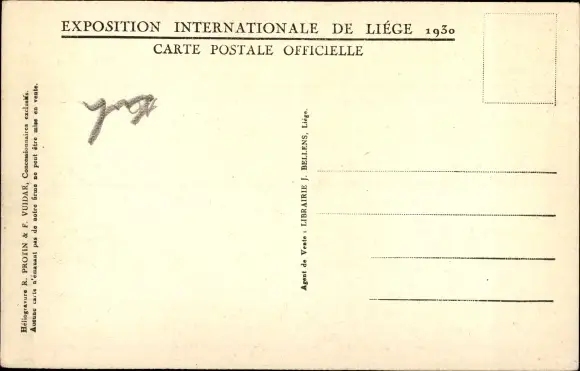 EXPOSITION INTERNATIONALE DE LIÉGE 1930
CARTE POSTALE OFFICIELLE
Héliogravure R. PROTIN & F. VUIDAR, Concessionnaires exclusifs.
Aucune carte n'émanant pas de notre firme ne peut être mise en vente.
Agent de Vente : LIBRAIRIE J. BELLENS, Liége.